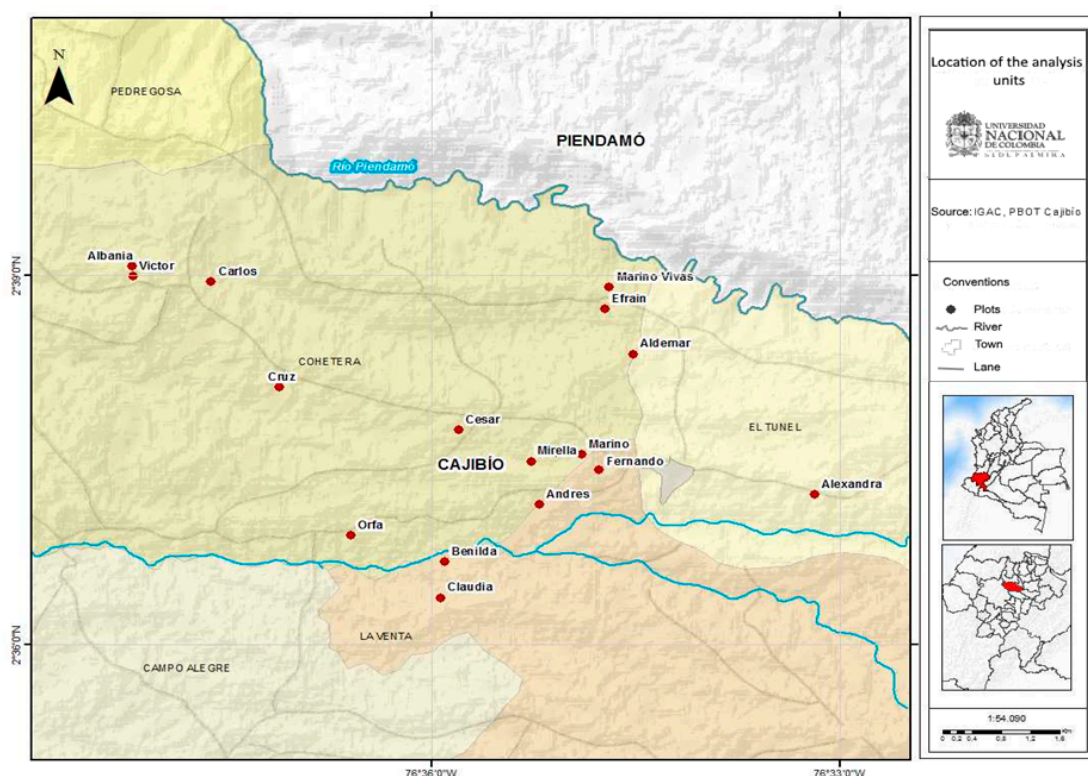 N
PEDREGOSA
PIENDAMÓ
Río Piendamó
Albania
Victor
Carlos
Marino Vivas
Efrain
Aldemar
COHETERA
Cruz
Cesar
EL TUNEL
Mirella
Marino
CAJIBÍO
Fernando
Alexandra
Andres
Orfa
Benilda
Claudia
LA VENTA
CAMPO ALEGRE
2°39'0"N
2°36'0"N
76°36'0"W
76°33'0"W
Location of the analysis
units
UNIVERSIDAD
NACIONAL
DE COLOMBIA
SEDE PALMIRA
Source: IGAC, PBOT Cajibío
Conventions
Plots
River
Town
Lane
1:54.090
0 0,2 0,4 0,8 1,2 1,6 Km